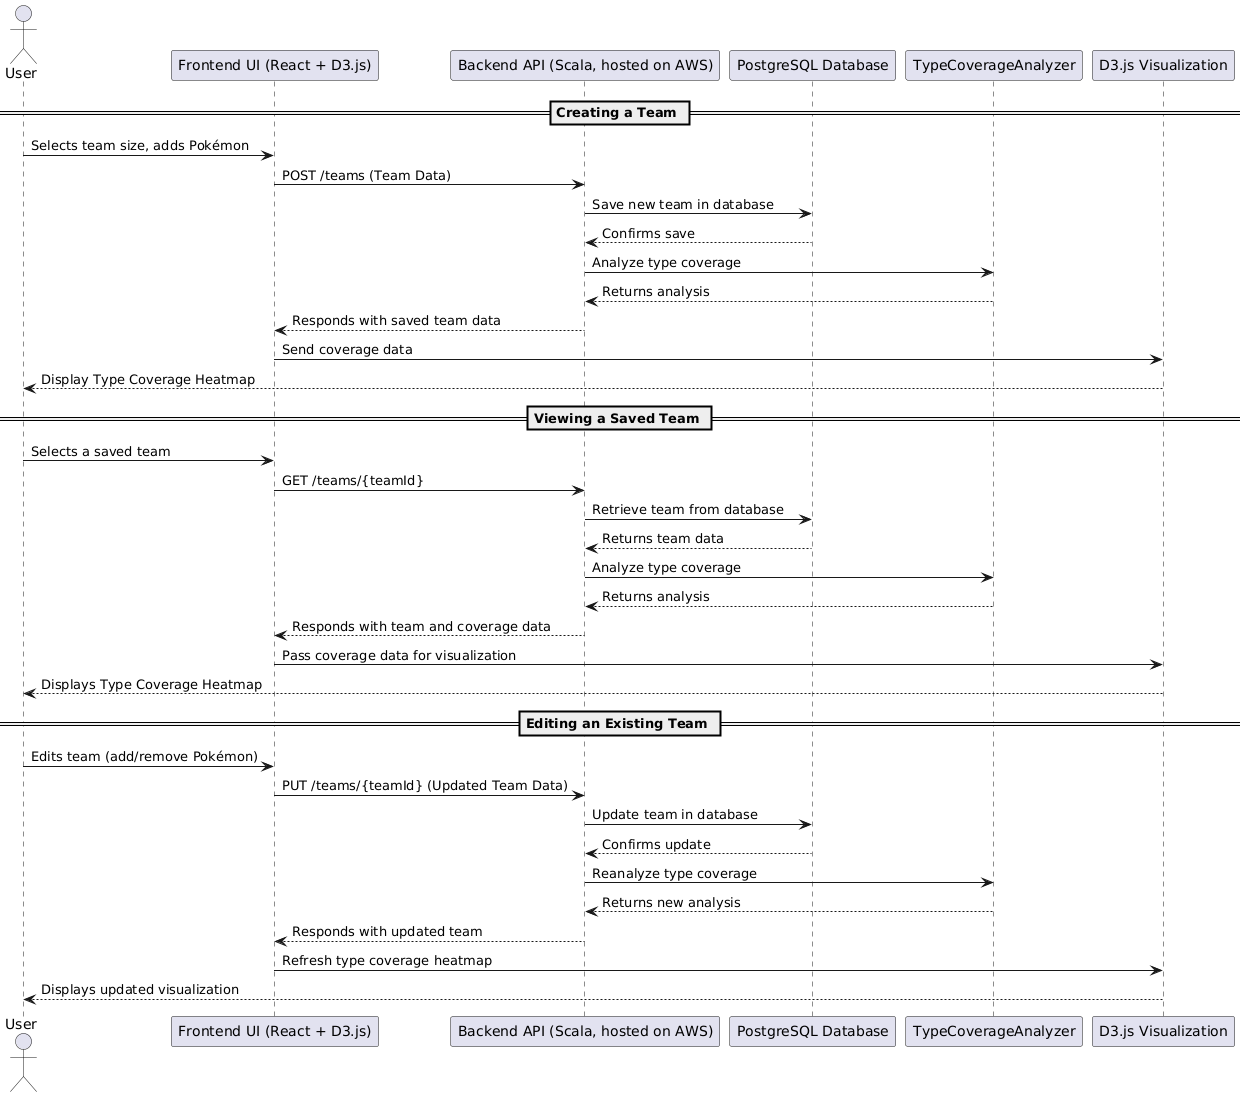 User
Frontend UI (React + D3.js)
Backend API (Scala, hosted on AWS)
PostgreSQL Database
TypeCoverageAnalyzer
D3.js Visualization
Creating a Team
Selects team size, adds Pokémon
POST /teams (Team Data)
Save new team in database
Confirms save
Analyze type coverage
Returns analysis
Responds with saved team data
Send coverage data
Display Type Coverage Heatmap
Viewing a Saved Team
Selects a saved team
GET /teams/{teamId}
Retrieve team from database
Returns team data
Analyze type coverage
Returns analysis
Responds with team and coverage data
Pass coverage data for visualization
Displays Type Coverage Heatmap
Editing an Existing Team
Edits team (add/remove Pokémon)
PUT /teams/{teamId} (Updated Team Data)
Update team in database
Confirms update
Reanalyze type coverage
Returns new analysis
Responds with updated team
Refresh type coverage heatmap
Displays updated visualization
User
Frontend UI (React + D3.js)
Backend API (Scala, hosted on AWS)
PostgreSQL Database
TypeCoverageAnalyzer
D3.js Visualization